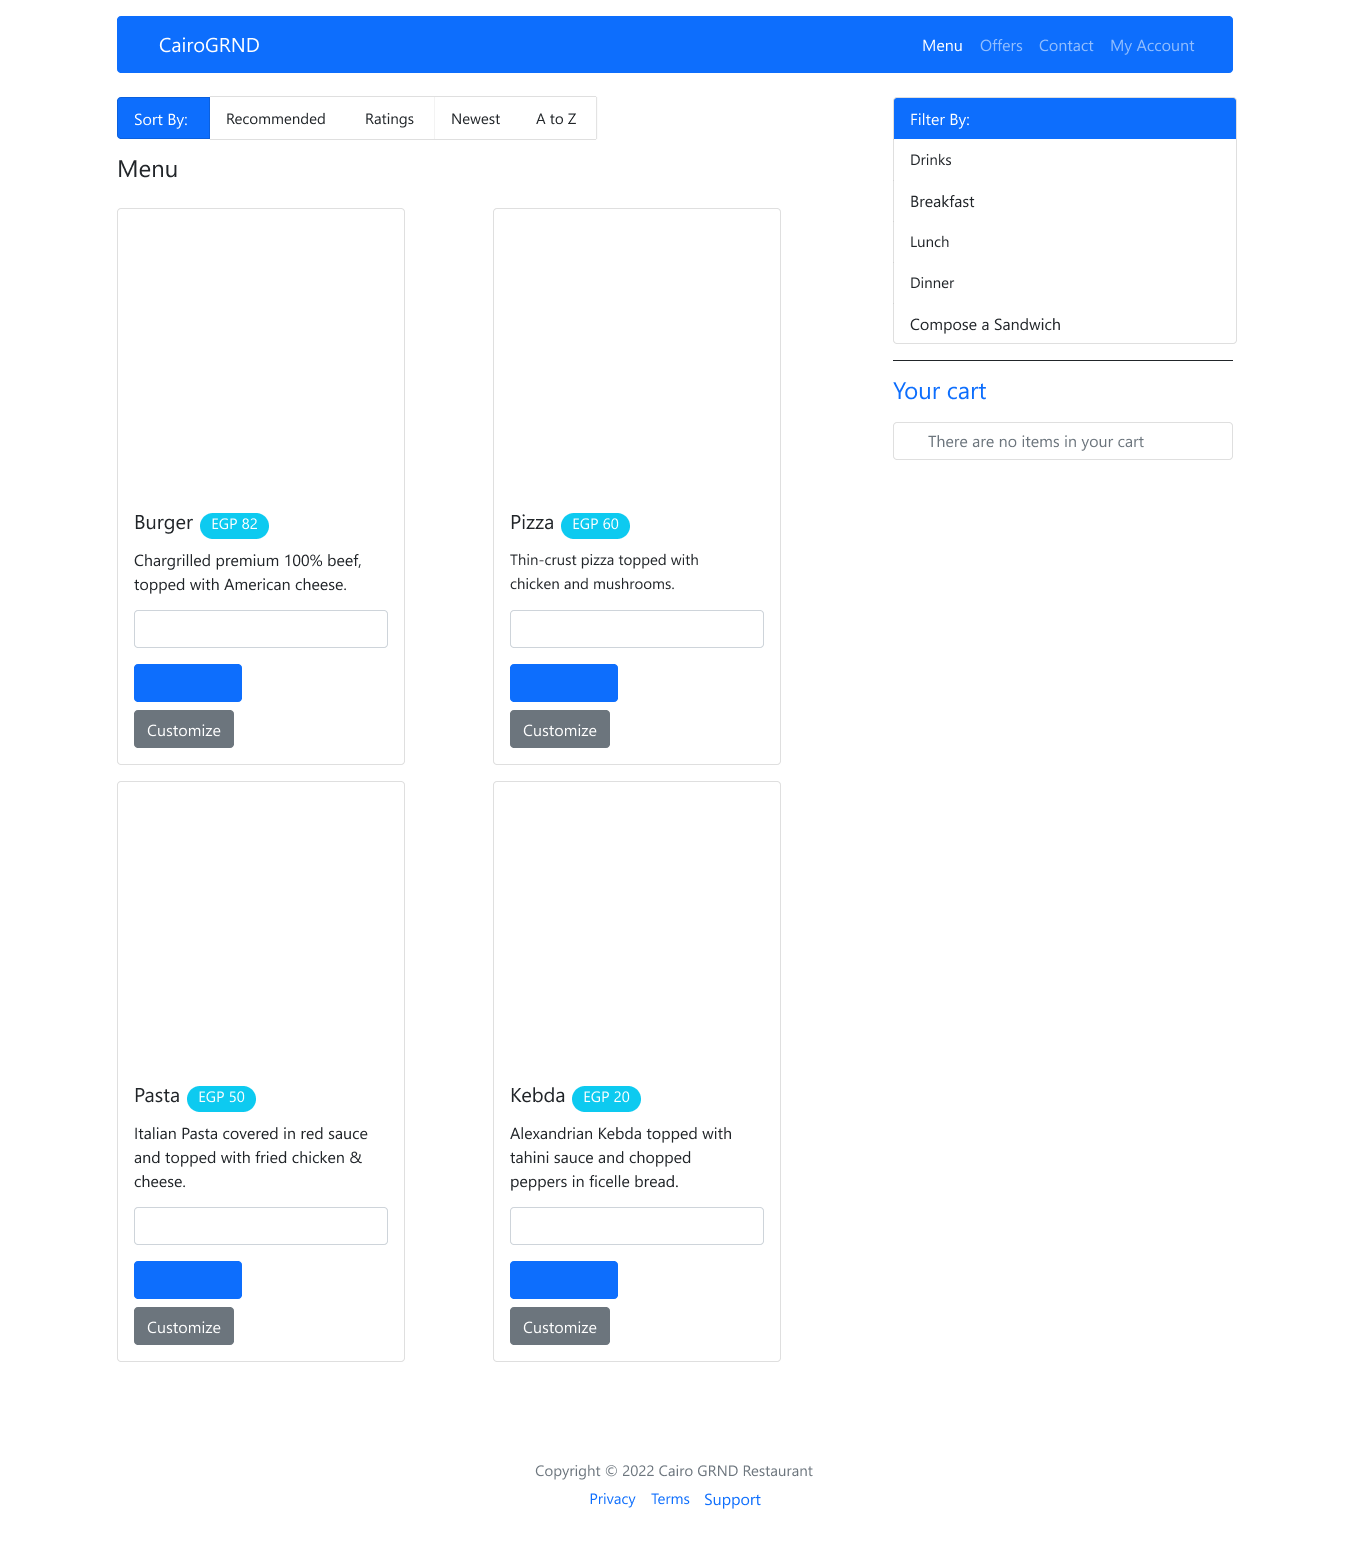 CairoGRND
Menu Offers Contact My Account
Sort By: Recommended Ratings Newest A to Z
Menu
Burger EGP 82
Chargrilled premium 100% beef,
topped with American cheese.
Customize
Pizza EGP 60
Thin-crust pizza topped with
chicken and mushrooms.
Customize
Pasta EGP 50
Italian Pasta covered in red sauce
and topped with fried chicken &
cheese.
Customize
Kebda EGP 20
Alexandrian Kebda topped with
tahini sauce and chopped
peppers in ficelle bread.
Customize
Filter By:
Drinks
Breakfast
Lunch
Dinner
Compose a Sandwich
Your cart
There are no items in your cart
Copyright © 2022 Cairo GRND Restaurant
Privacy Terms Support